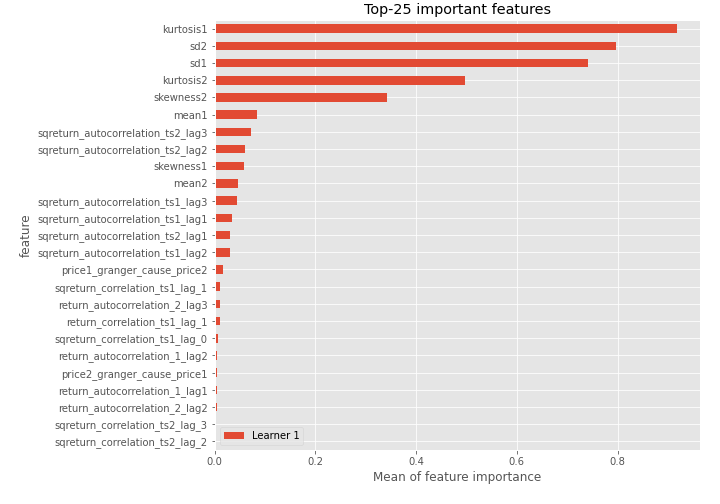 Top-25 important features
kurtosis1
sd2
sd1
kurtosis2
skewness2
mean1
sqreturn_autocorrelation_ts2_lag3
sqreturn_autocorrelation_ts2_lag2
skewness1
mean2
sqreturn_autocorrelation_ts1_lag3
sqreturn_autocorrelation_ts1_lag1
sqreturn_autocorrelation_ts2_lag1
sqreturn_autocorrelation_ts1_lag2
price1_granger_cause_price2
sqreturn_correlation_ts1_lag_1
return_autocorrelation_2_lag3
return_correlation_ts1_lag_1
sqreturn_correlation_ts1_lag_0
return_autocorrelation_1_lag2
price2_granger_cause_price1
return_autocorrelation_1_lag1
return_autocorrelation_2_lag2
sqreturn_correlation_ts2_lag_3
sqreturn_correlation_ts2_lag_2
feature
Learner 1
0.0 0.2 0.4 0.6 0.8
Mean of feature importance